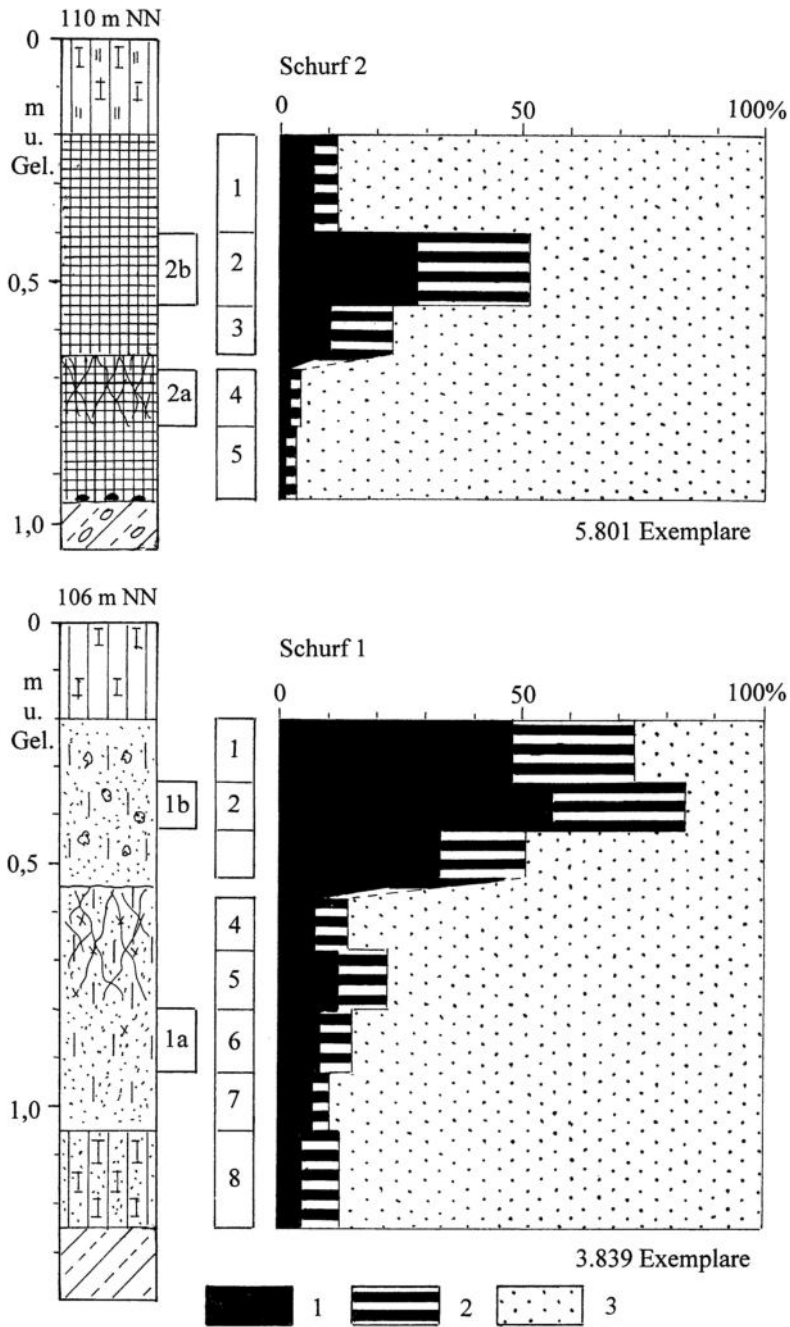 110 m NN
0
m
u.
Gel.
0,5
1,0
2b
2a
Schurf 2
0 50 100%
1
2
3
4
5
5.801 Exemplare
106 m NN
0
m
u.
Gel.
0,5
1,0
1b
1a
Schurf 1
0 50 100%
1
2
4
5
6
7
8
3.839 Exemplare
1 2 3